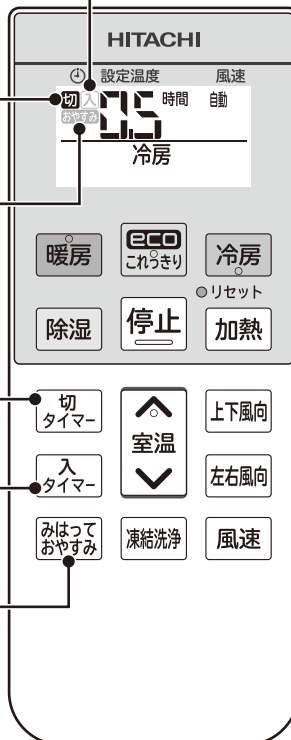 HITACHI
設定温度 風速
切 入 0.5 時間 自動
おやすみ
冷房
暖房 eco これっきり 冷房
リセット
除湿 停止 加熱
切タイマー 室温 上下風向
入タイマー 左右風向
みはっておやすみ 凍結洗浄 風速